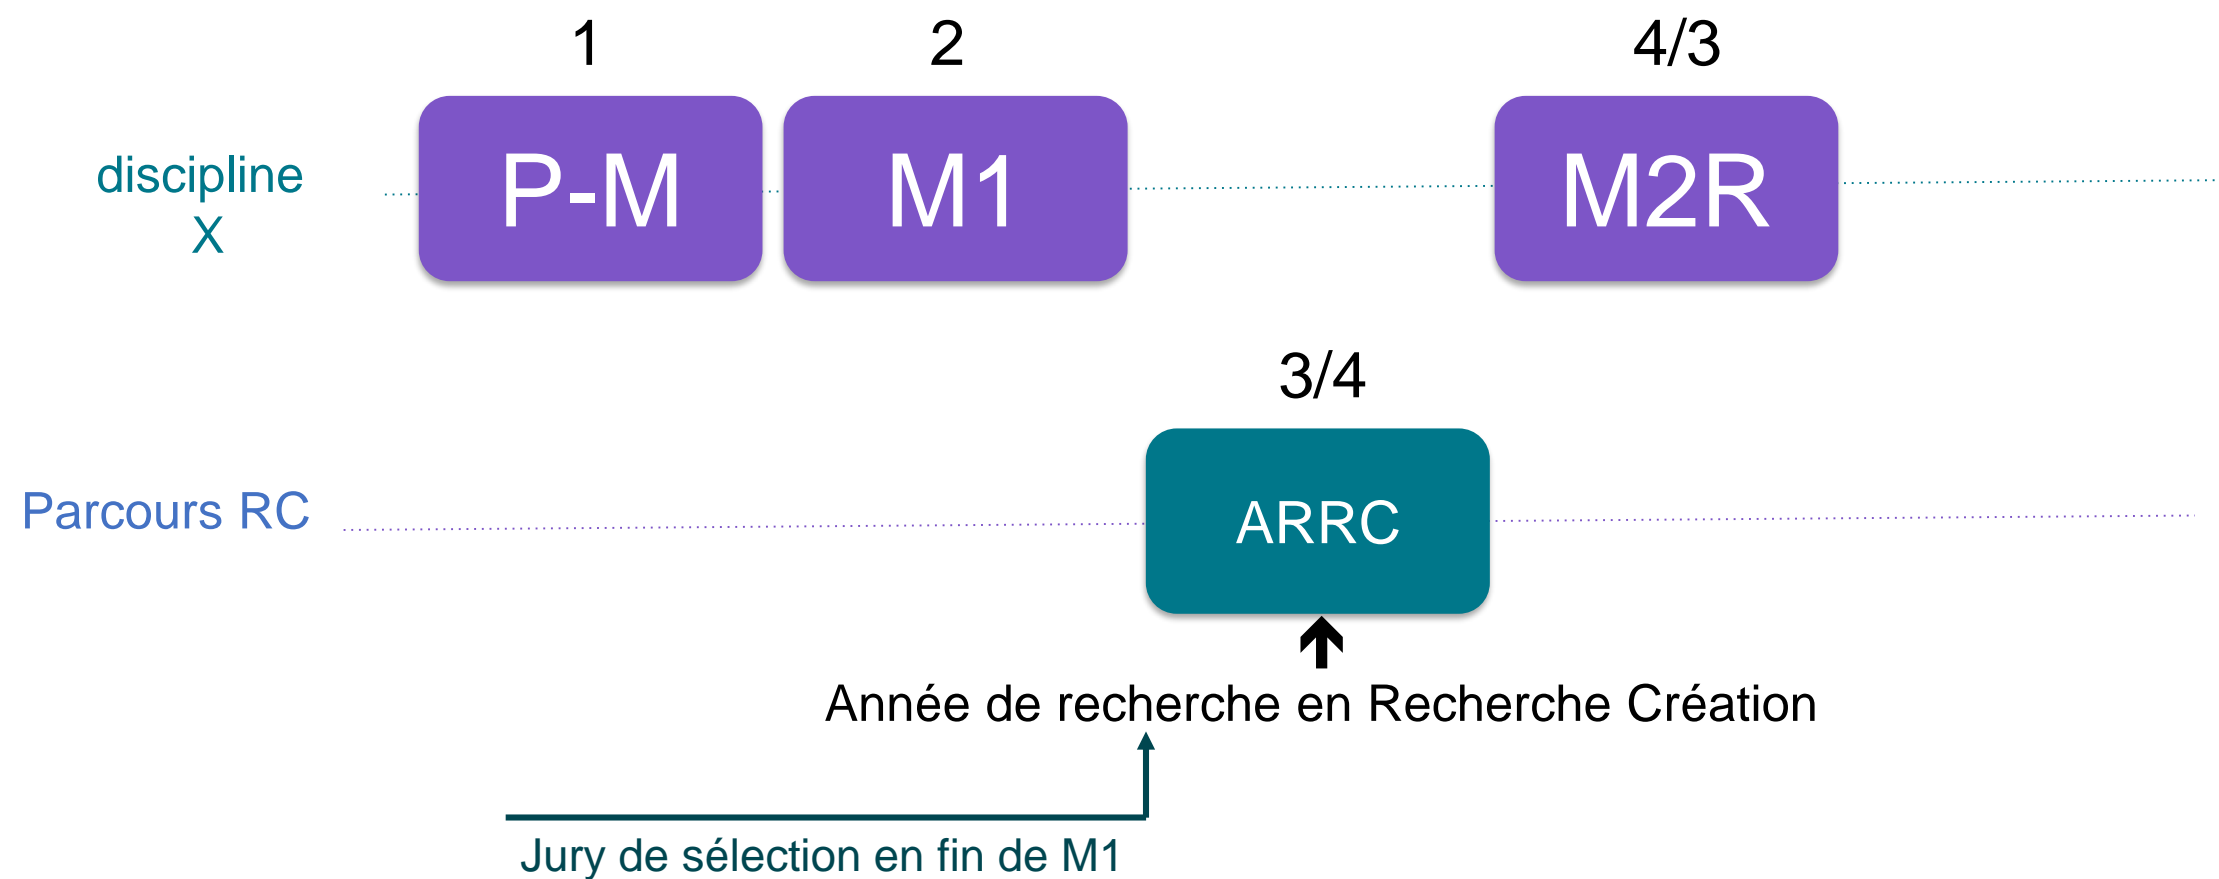 1
2
4/3
discipline
X
P-M
M1
M2R
3/4
Parcours RC
ARRC
Année de recherche en Recherche Création
Jury de sélection en fin de M1